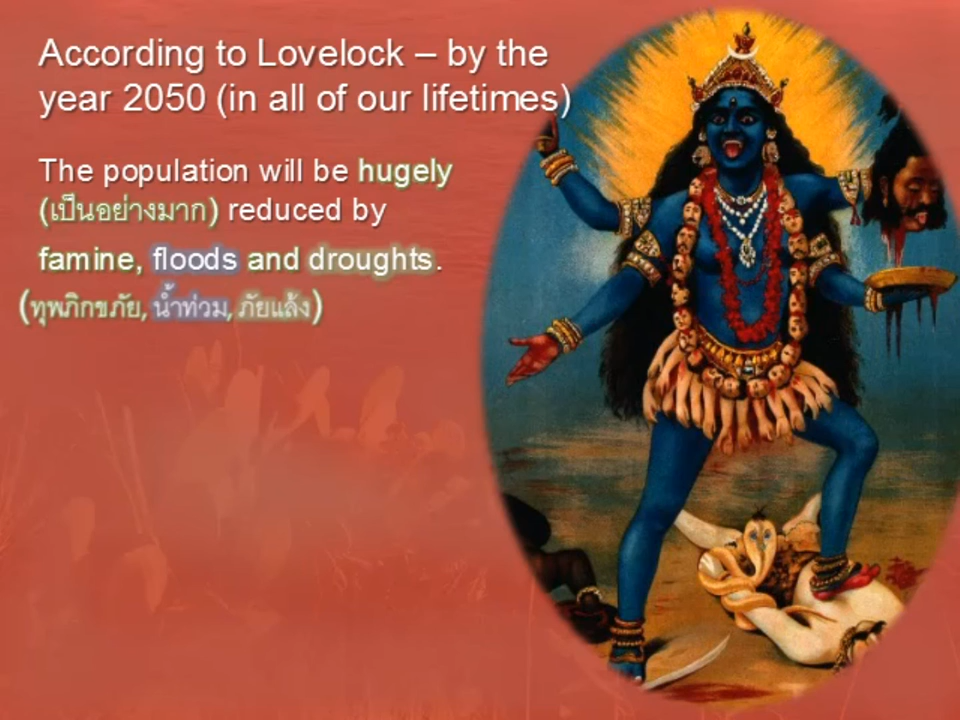 According to Lovelock – by the
year 2050 (in all of our lifetimes)
The population will be hugely
(เป็นอย่างมาก) reduced by
famine, floods and droughts.
(ทุพภิกขภัย, น้ำท่วม, ภัยแล้ง)